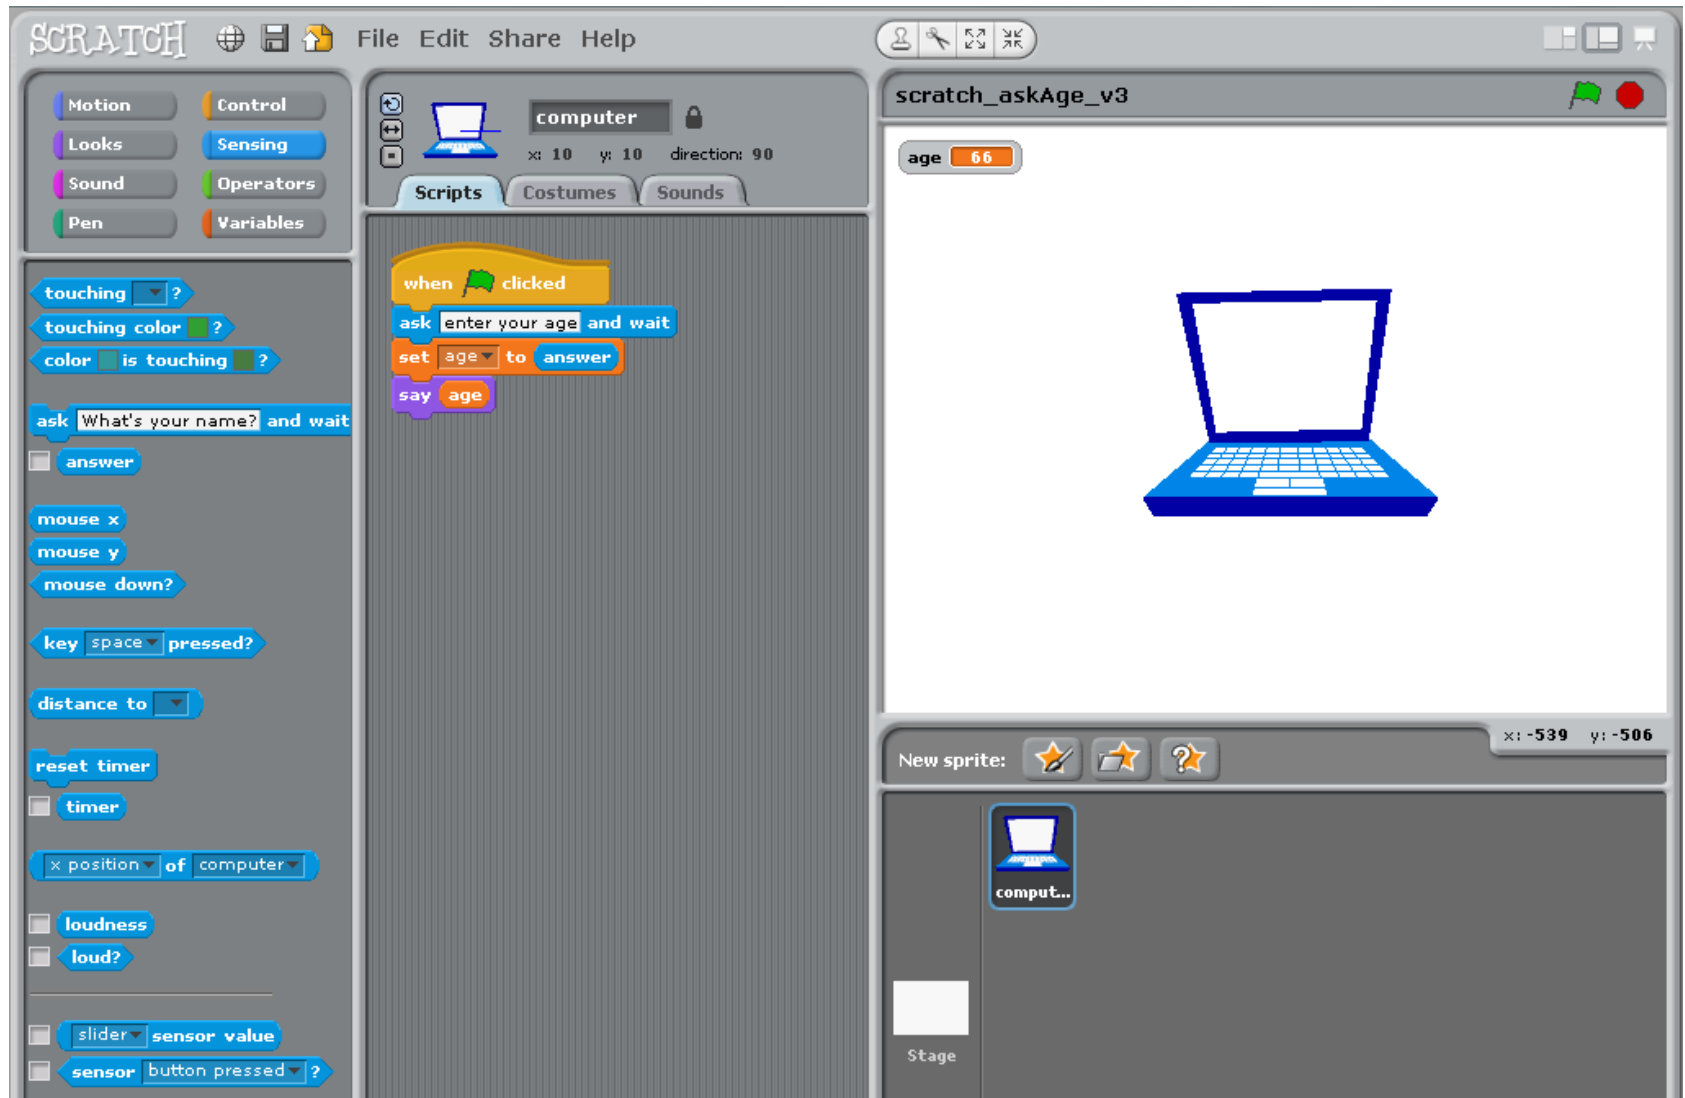 SCRATCH File Edit Share Help
Motion Control
Looks Sensing
Sound Operators
Pen Variables
touching ?
touching color ?
color is touching ?
ask What's your name? and wait
answer
mouse x
mouse y
mouse down?
key space pressed?
distance to
reset timer
timer
x position of computer
loudness
loud?
slider sensor value
sensor button pressed ?
computer
x: 10 y: 10 direction: 90
Scripts Costumes Sounds
when clicked
ask enter your age and wait
set age to answer
say age
scratch_askAge_v3
age 66
x: -539 y: -506
New sprite:
comput...
Stage